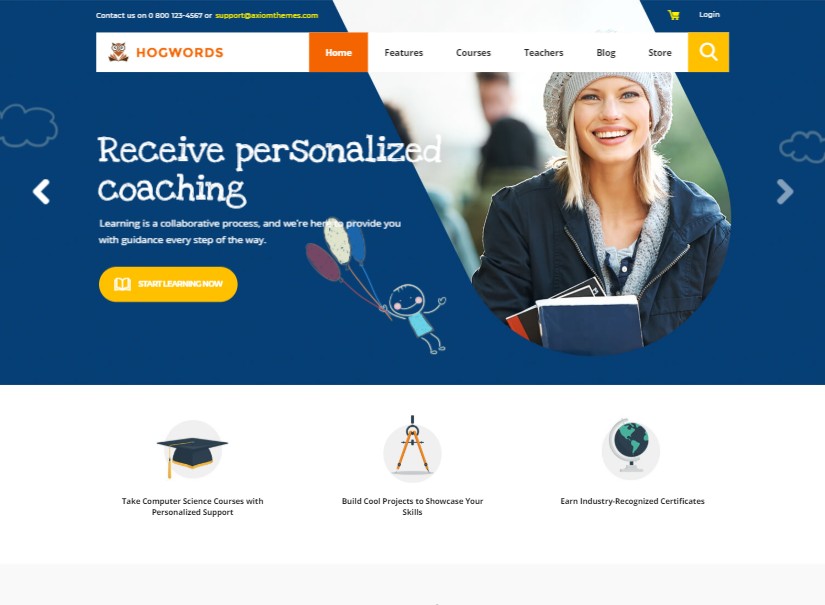 Contact us on 0 800 123-4567 or support@axiomthemes.com
Login
HOGWORDS
Home
Features
Courses
Teachers
Blog
Store
Receive personalized
coaching
Learning is a collaborative process, and we're here to provide you
with guidance every step of the way.
START LEARNING NOW
Take Computer Science Courses with
Personalized Support
Build Cool Projects to Showcase Your
Skills
Earn Industry-Recognized Certificates